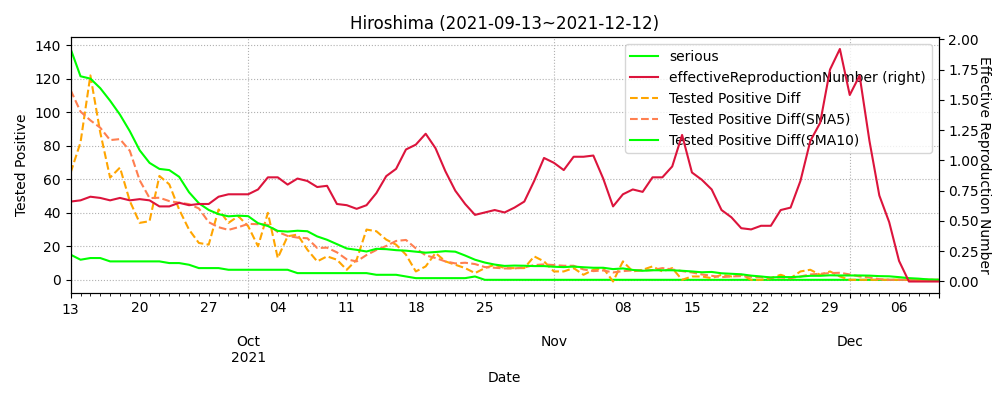 Hiroshima (2021-09-13~2021-12-12)
140
120
100
80
60
40
20
0
Tested Positive
2.00
1.75
1.50
1.25
1.00
0.75
0.50
0.25
0.00
Effective Reproduction Number
serious
effectiveReproductionNumber (right)
Tested Positive Diff
Tested Positive Diff(SMA5)
Tested Positive Diff(SMA10)
13 20 27 04 11 18 25 08 15 22 29 06
Oct Nov Dec
2021
Date